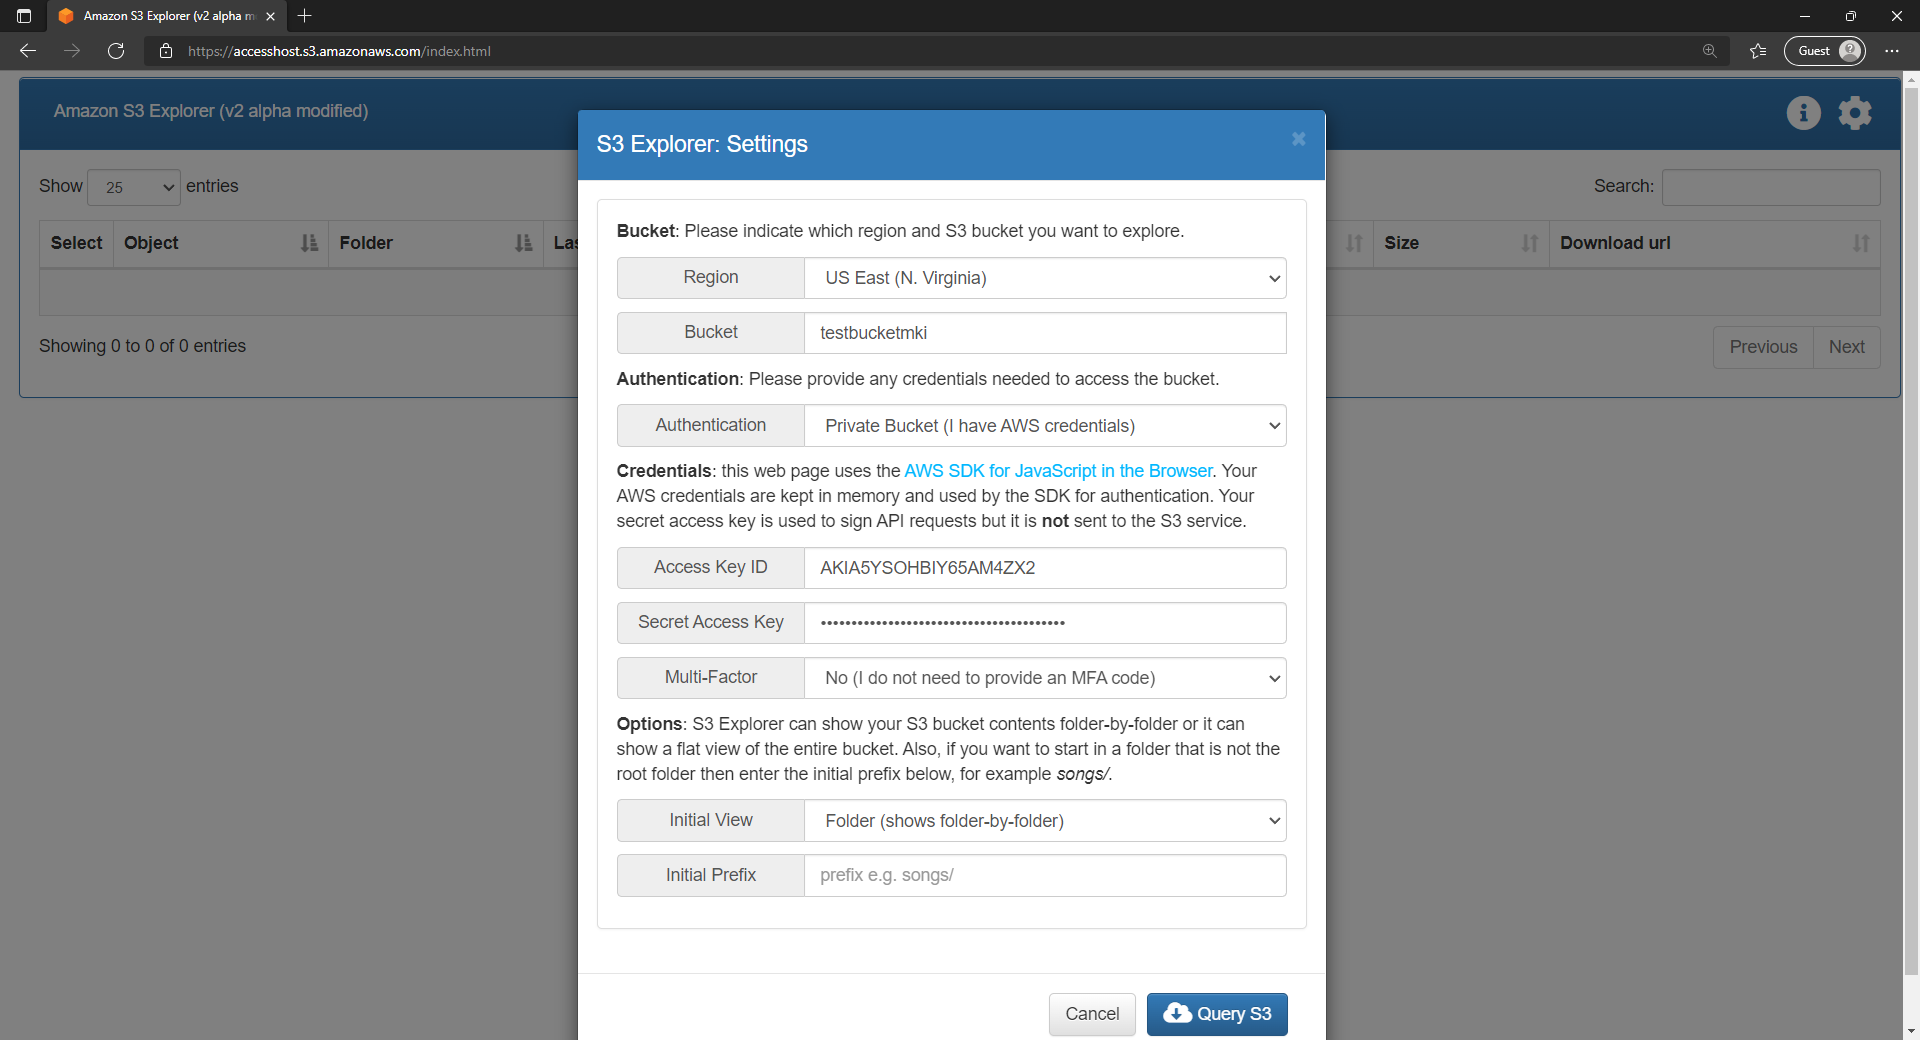 Amazon S3 Explorer (v2 alpha m
https://accesshost.s3.amazonaws.com/index.html
Guest
Amazon S3 Explorer (v2 alpha modified)
S3 Explorer: Settings
Show 25 entries
Search:
Select Object Folder Las Size Download url
Showing 0 to 0 of 0 entries
Previous Next
Bucket: Please indicate which region and S3 bucket you want to explore.
Region US East (N. Virginia)
Bucket testbucketmki
Authentication: Please provide any credentials needed to access the bucket.
Authentication Private Bucket (I have AWS credentials)
Credentials: this web page uses the AWS SDK for JavaScript in the Browser. Your
AWS credentials are kept in memory and used by the SDK for authentication. Your
secret access key is used to sign API requests but it is not sent to the S3 service.
Access Key ID AKIA5YSOHBIY65AM4ZX2
Secret Access Key ••••••••••••••••••••••••••••••••••••••••
Multi-Factor No (I do not need to provide an MFA code)
Options: S3 Explorer can show your S3 bucket contents folder-by-folder or it can
show a flat view of the entire bucket. Also, if you want to start in a folder that is not the
root folder then enter the initial prefix below, for example songs/.
Initial View Folder (shows folder-by-folder)
Initial Prefix prefix e.g. songs/
Cancel Query S3